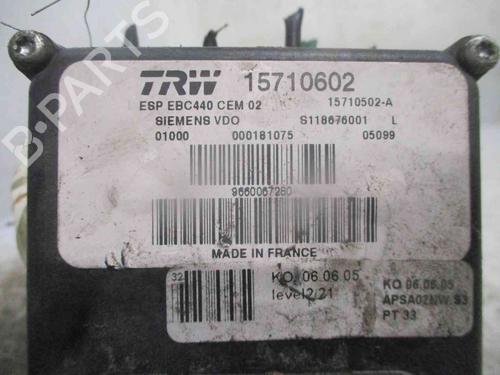 TRW 15710602
ESP EBC440 CEM 02 15710502-A
SIEMENS VDO S118676001 L
01000 000181075 05099
9660067280
MADE IN FRANCE
32 KO 06.06.05
level2/21
KO 06.06.05
APSA02NW S3
PT 33
B-PARTS